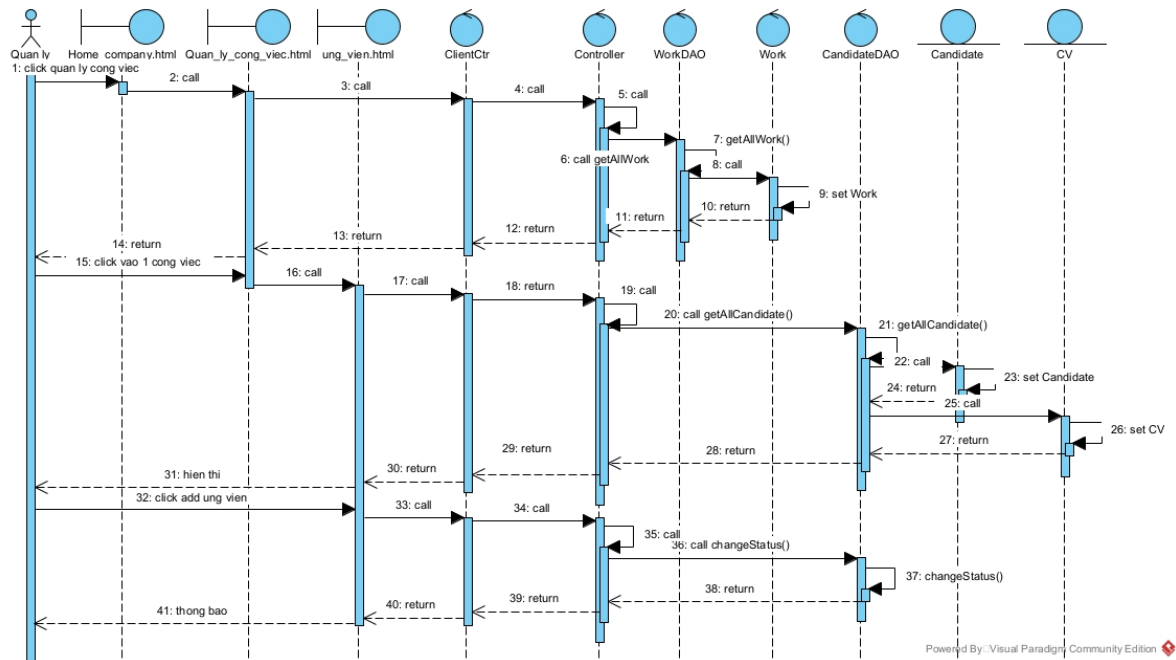 Quan ly
Home_company.html
Quan_ly_cong_viec.html
ung_vien.html
ClientCtr
Controller
WorkDAO
Work
CandidateDAO
Candidate
CV
1: click quan ly cong viec
2: call
3: call
4: call
5: call
6: call getAllWork
7: getAllWork()
8: call
9: set Work
10: return
11: return
12: return
13: return
14: return
15: click vao 1 cong viec
16: call
17: call
18: return
19: call
20: call getAllCandidate()
21: getAllCandidate()
22: call
23: set Candidate
24: return
25: call
26: set CV
27: return
28: return
29: return
30: return
31: hien thi
32: click add ung vien
33: call
34: call
35: call
36: call changeStatus()
37: changeStatus()
38: return
39: return
40: return
41: thong bao
Powered By Visual Paradigm Community Edition